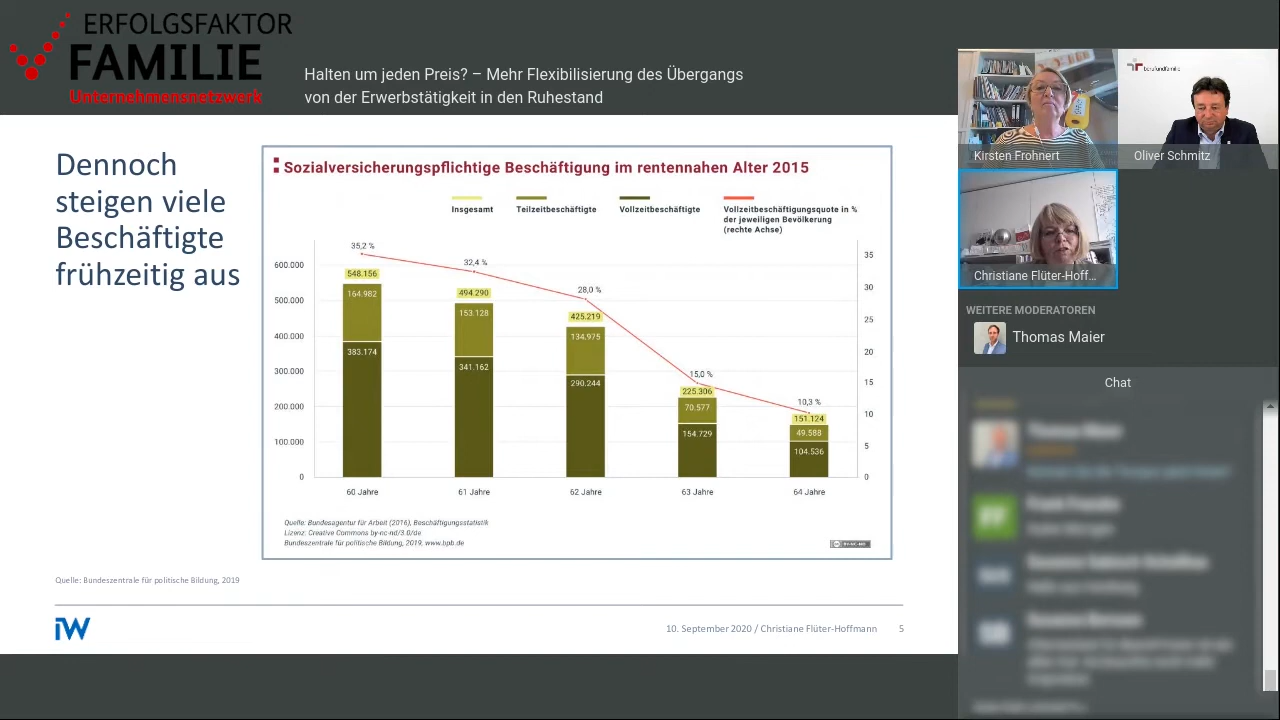 ERFOLGSFAKTOR
FAMILIE
Unternehmensnetzwerk
Halten um jeden Preis? – Mehr Flexibilisierung des Übergangs
von der Erwerbstätigkeit in den Ruhestand
Dennoch
steigen viele
Beschäftigte
frühzeitig aus
Sozialversicherungspflichtige Beschäftigung im rentennahen Alter 2015
Insgesamt
Teilzeitbeschäftigte
Vollzeitbeschäftigte
Vollzeitbeschäftigungsquote in %
der jeweiligen Bevölkerung
(rechte Achse)
600.000
500.000
400.000
300.000
200.000
100.000
0
35,2 %
548.156
164.982
383.174
32,4 %
494.290
153.128
341.162
28,0 %
425.219
134.975
290.244
15,0 %
225.306
70.577
154.729
10,3 %
151.124
49.588
104.536
35
30
25
20
15
10
5
0
60 Jahre
61 Jahre
62 Jahre
63 Jahre
64 Jahre
Quelle: Bundesagentur für Arbeit (2016), Beschäftigungsstatistik
Lizenz: Creative Commons by-nc-nd/3.0/de
Bundeszentrale für politische Bildung, 2019, www.bpb.de
BY-NC-ND
Quelle: Bundeszentrale für politische Bildung, 2019
iW
10. September 2020 / Christiane Flüter-Hoffmann
5
berufundfamilie
Kirsten Frohnert
Oliver Schmitz
Christiane Flüter-Hoff...
WEITERE MODERATOREN
Thomas Maier
Chat